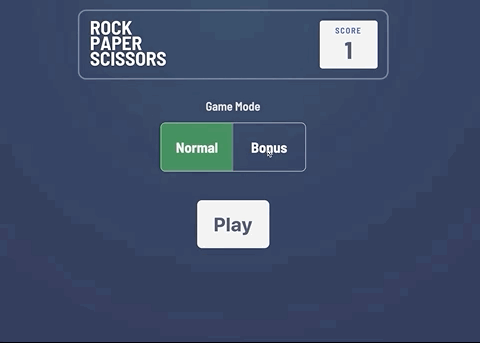 ROCK
PAPER
SCISSORS
SCORE
1
Game Mode
Normal
Bonus
Play